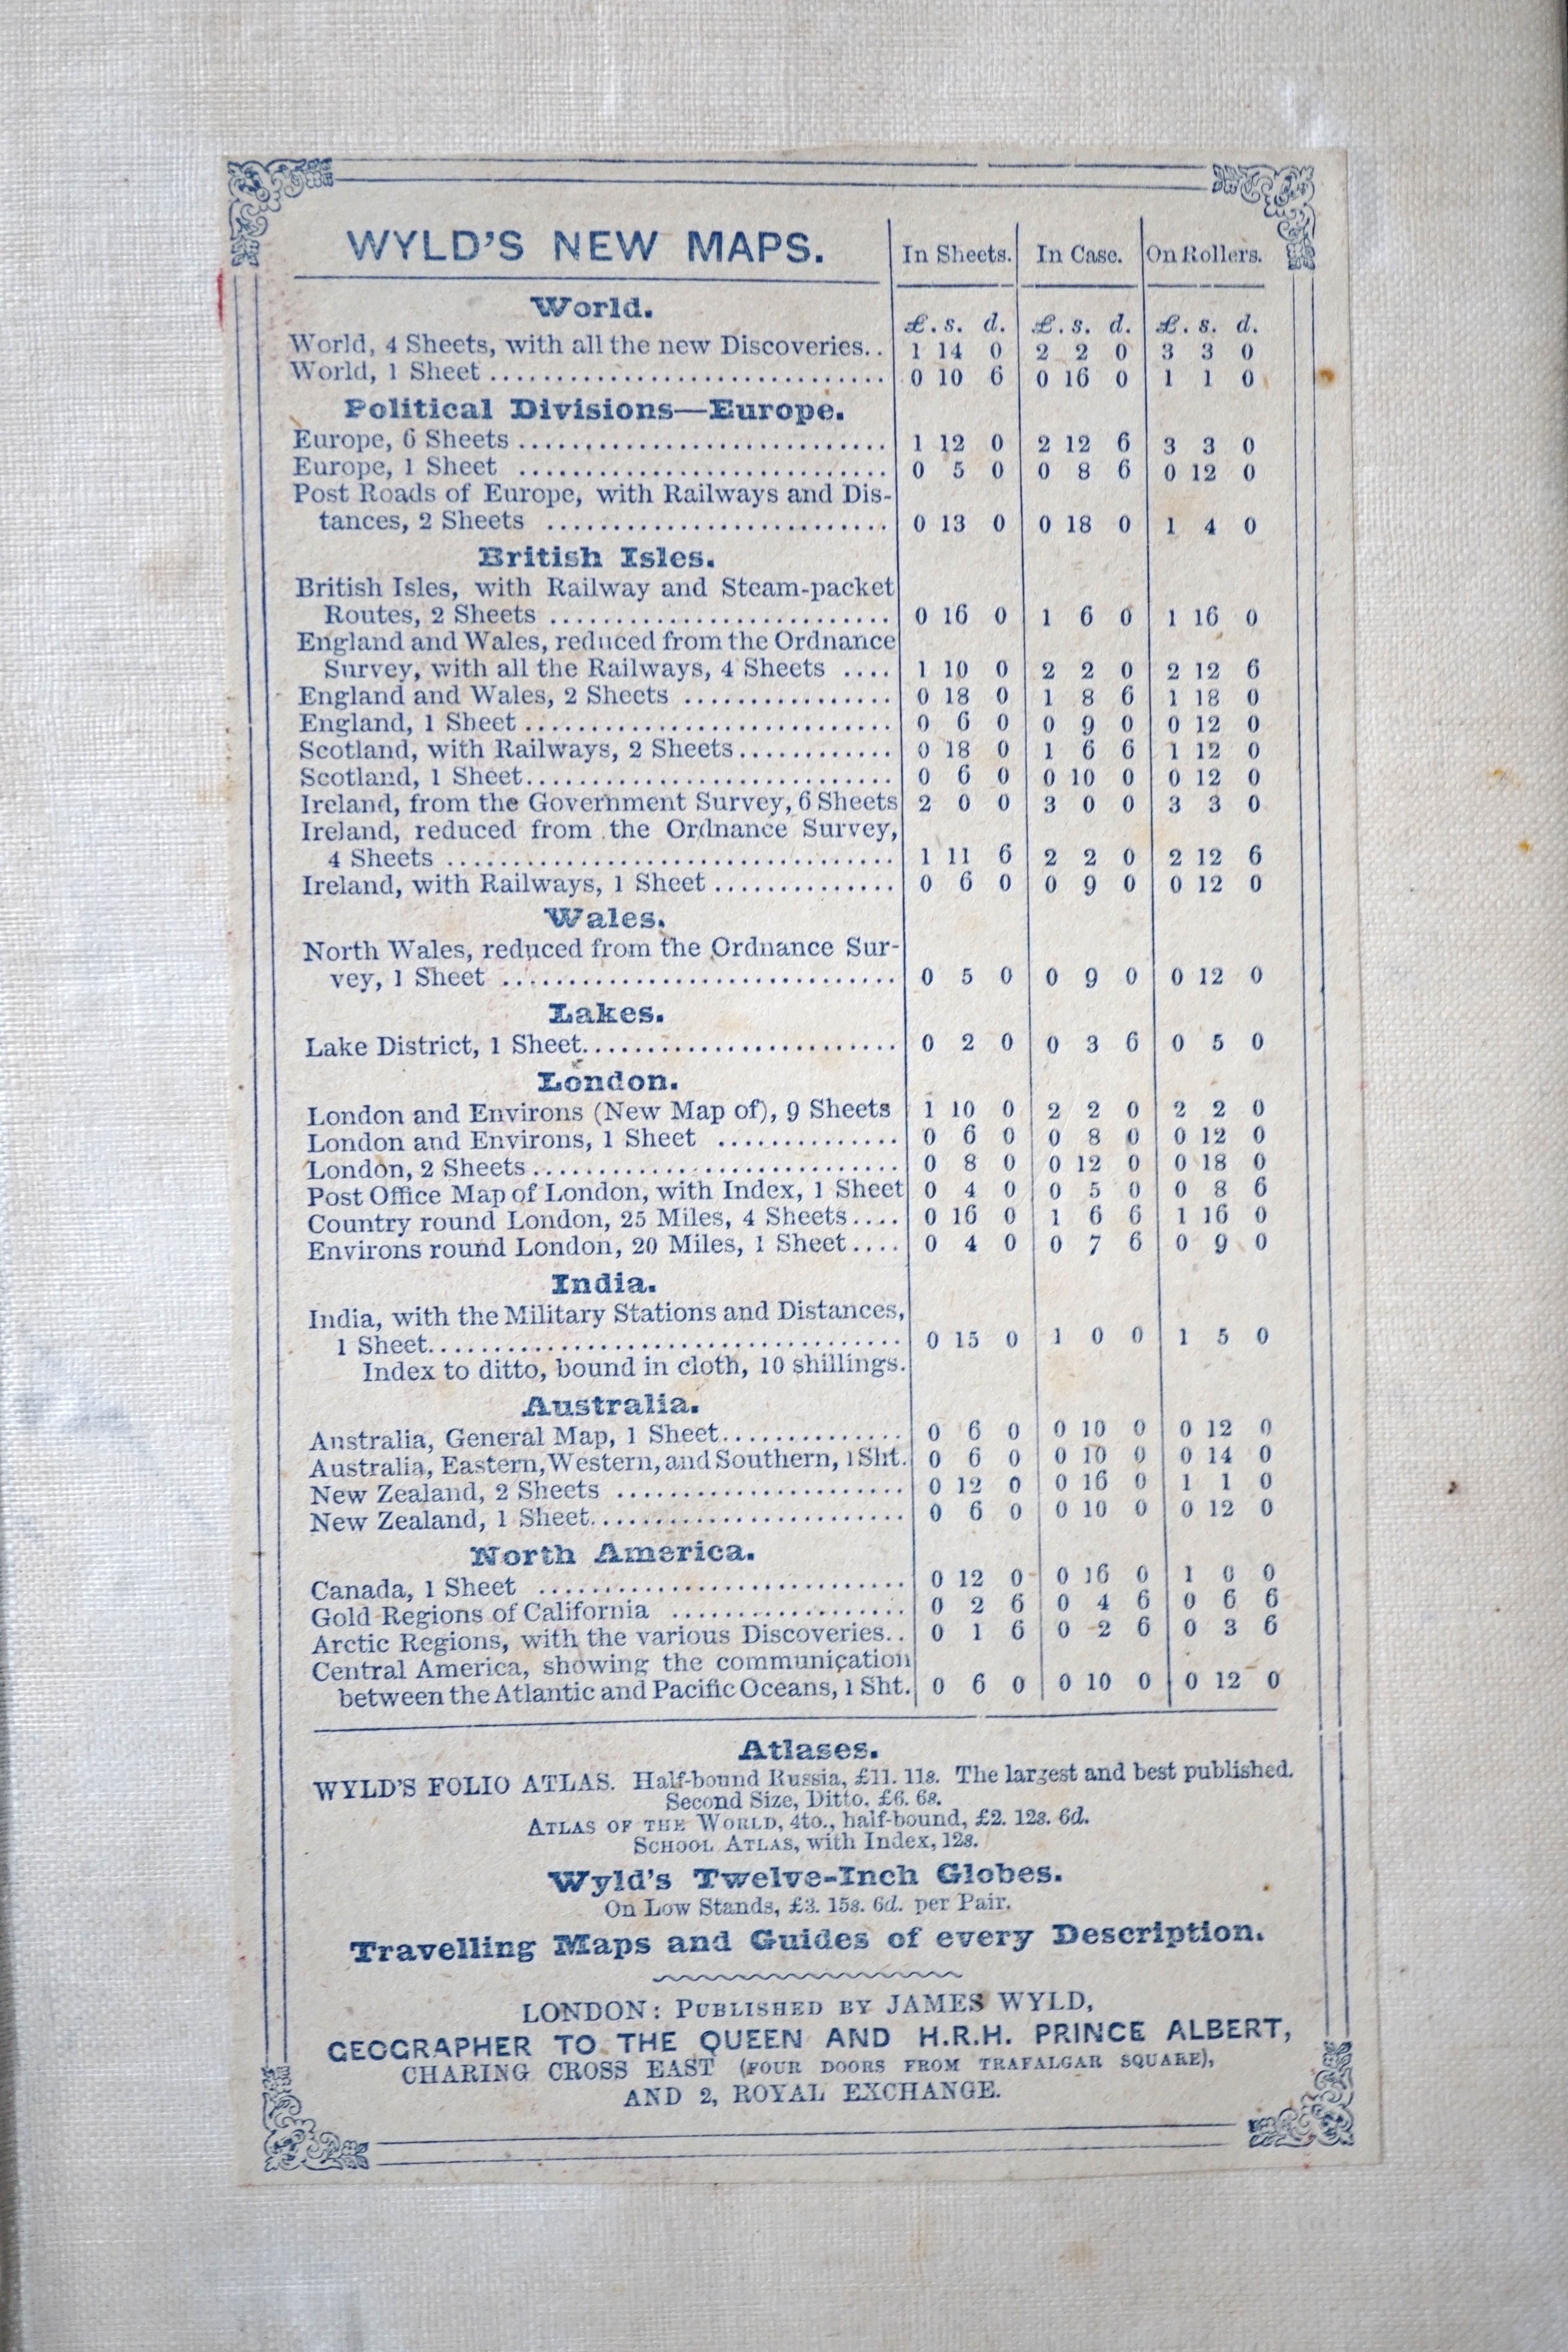 WYLD'S NEW MAPS. In Sheets. In Case. On Rollers.
World. £. s. d. £. s. d. £. s. d.
World, 4 Sheets, with all the new Discoveries.. 1 14 0 2 2 0 3 3 0
World, 1 Sheet .............................. 0 10 6 0 16 0 1 1 0
Political Divisions—Europe.
Europe, 6 Sheets ............................ 1 12 0 2 12 6 3 3 0
Europe, 1 Sheet ............................ 0 5 0 0 8 6 0 12 0
Post Roads of Europe, with Railways and Dis-
tances, 2 Sheets .......................... 0 13 0 0 18 0 1 4 0
British Isles.
British Isles, with Railway and Steam-packet
Routes, 2 Sheets .......................... 0 16 0 1 6 0 1 16 0
England and Wales, reduced from the Ordnance
Survey, with all the Railways, 4 Sheets .... 1 10 0 2 2 0 2 12 6
England and Wales, 2 Sheets ................ 0 18 0 1 8 6 1 18 0
England, 1 Sheet ............................ 0 6 0 0 9 0 0 12 0
Scotland, with Railways, 2 Sheets............ 0 18 0 1 6 6 1 12 0
Scotland, 1 Sheet............................ 0 6 0 0 10 0 0 12 0
Ireland, from the Government Survey, 6 Sheets 2 0 0 3 0 0 3 3 0
Ireland, reduced from the Ordnance Survey,
4 Sheets .................................. 1 11 6 2 2 0 2 12 6
Ireland, with Railways, 1 Sheet .............. 0 6 0 0 9 0 0 12 0
Wales.
North Wales, reduced from the Ordnance Sur-
vey, 1 Sheet .............................. 0 5 0 0 9 0 0 12 0
Lakes.
Lake District, 1 Sheet........................ 0 2 0 0 3 6 0 5 0
London.
London and Environs (New Map of), 9 Sheets 1 10 0 2 2 0 2 2 0
London and Environs, 1 Sheet .............. 0 6 0 0 8 0 0 12 0
London, 2 Sheets............................ 0 8 0 0 12 0 0 18 0
Post Office Map of London, with Index, 1 Sheet 0 4 0 0 5 0 0 8 6
Country round London, 25 Miles, 4 Sheets.... 0 16 0 1 6 6 1 16 0
Environs round London, 20 Miles, 1 Sheet.... 0 4 0 0 7 6 0 9 0
India.
India, with the Military Stations and Distances,
1 Sheet.................................... 0 15 0 1 0 0 1 5 0
Index to ditto, bound in cloth, 10 shillings.
Australia.
Australia, General Map, 1 Sheet.............. 0 6 0 0 10 0 0 12 0
Australia, Eastern, Western, and Southern, 1 Sht. 0 6 0 0 10 0 0 14 0
New Zealand, 2 Sheets ...................... 0 12 0 0 16 0 1 1 0
New Zealand, 1 Sheet........................ 0 6 0 0 10 0 0 12 0
North America.
Canada, 1 Sheet ............................ 0 12 0 0 16 0 1 0 0
Gold Regions of California .................. 0 2 6 0 4 6 0 6 6
Arctic Regions, with the various Discoveries.. 0 1 6 0 2 6 0 3 6
Central America, showing the communication
between the Atlantic and Pacific Oceans, 1 Sht. 0 6 0 0 10 0 0 12 0
Atlases.
WYLD'S FOLIO ATLAS. Half-bound Russia, £11. 11s. The largest and best published.
Second Size, Ditto, £6. 6s.
ATLAS OF THE WORLD, 4to., half-bound, £2. 12s. 6d.
SCHOOL ATLAS, with Index, 12s.
Wyld's Twelve-Inch Globes.
On Low Stands, £3. 15s. 6d. per Pair.
Travelling Maps and Guides of every Description.
LONDON: PUBLISHED BY JAMES WYLD,
GEOGRAPHER TO THE QUEEN AND H.R.H. PRINCE ALBERT,
CHARING CROSS EAST (FOUR DOORS FROM TRAFALGAR SQUARE),
AND 2, ROYAL EXCHANGE.